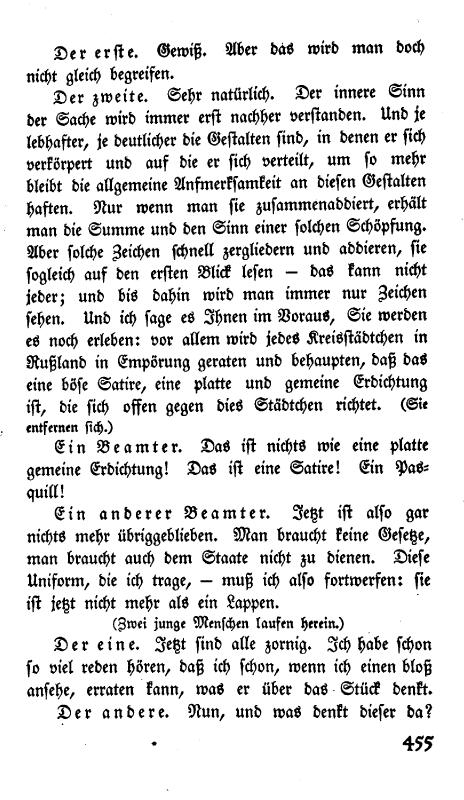 Der erste. Gewiß. Aber das wird man doch
nicht gleich begreifen.
Der zweite. Sehr natürlich. Der innere Sinn
der Sache wird immer erst nachher verstanden. Und je
lebhafter, je deutlicher die Gestalten sind, in denen er sich
verkörpert und auf die er sich verteilt, um so mehr
bleibt die allgemeine Anfmerksamkeit an diesen Gestalten
haften. Nur wenn man sie zusammenaddiert, erhält
man die Summe und den Sinn einer solchen Schöpfung.
Aber solche Zeichen schnell zergliedern und addieren, sie
sogleich auf den ersten Blick lesen — das kann nicht
jeder; und bis dahin wird man immer nur Zeichen
sehen. Und ich sage es Ihnen im Voraus, Sie werden
es noch erleben: vor allem wird jedes Kreisstädtchen in
Rußland in Empörung geraten und behaupten, daß das
eine böse Satire, eine platte und gemeine Erdichtung
ist, die sich offen gegen dies Städtchen richtet. (Sie
entfernen sich.)
Ein Beamter. Das ist nichts wie eine platte
gemeine Erdichtung! Das ist eine Satire! Ein Pas-
quill!
Ein anderer Beamter. Jetzt ist also gar
nichts mehr übriggeblieben. Man braucht keine Gesetze,
man braucht auch dem Staate nicht zu dienen. Diese
Uniform, die ich trage, — muß ich also fortwerfen: sie
ist jetzt nicht mehr als ein Lappen.
(Zwei junge Menschen laufen herein.)
Der eine. Jetzt sind alle zornig. Ich habe schon
so viel reden hören, daß ich schon, wenn ich einen bloß
ansehe, erraten kann, was er über das Stück denkt.
Der andere. Nun, und was denkt dieser da?
455